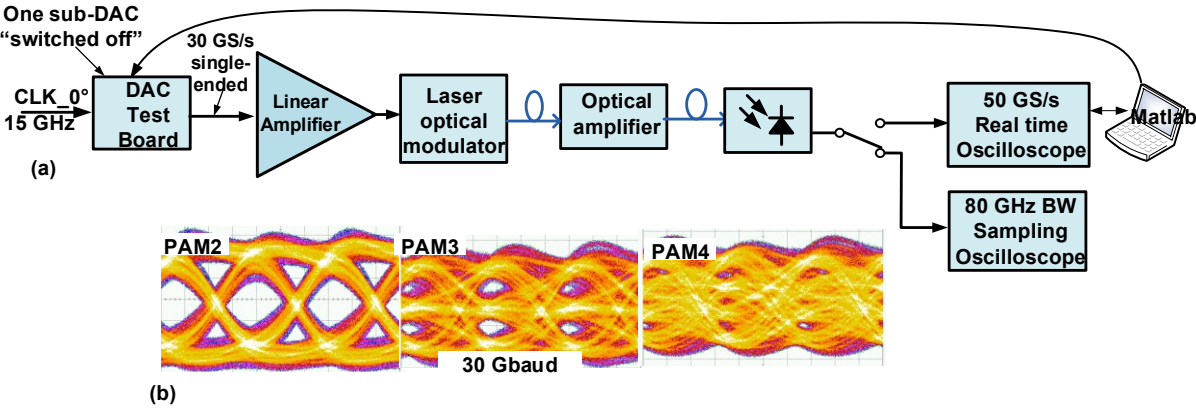 One sub-DAC
“switched off”
30 GS/s
single-
ended
CLK_0°
15 GHz
DAC
Test
Board
Linear
Amplifier
Laser
optical
modulator
Optical
amplifier
50 GS/s
Real time
Oscilloscope
Matlab
80 GHz BW
Sampling
Oscilloscope
(a)
PAM2
PAM3
PAM4
30 Gbaud
(b)